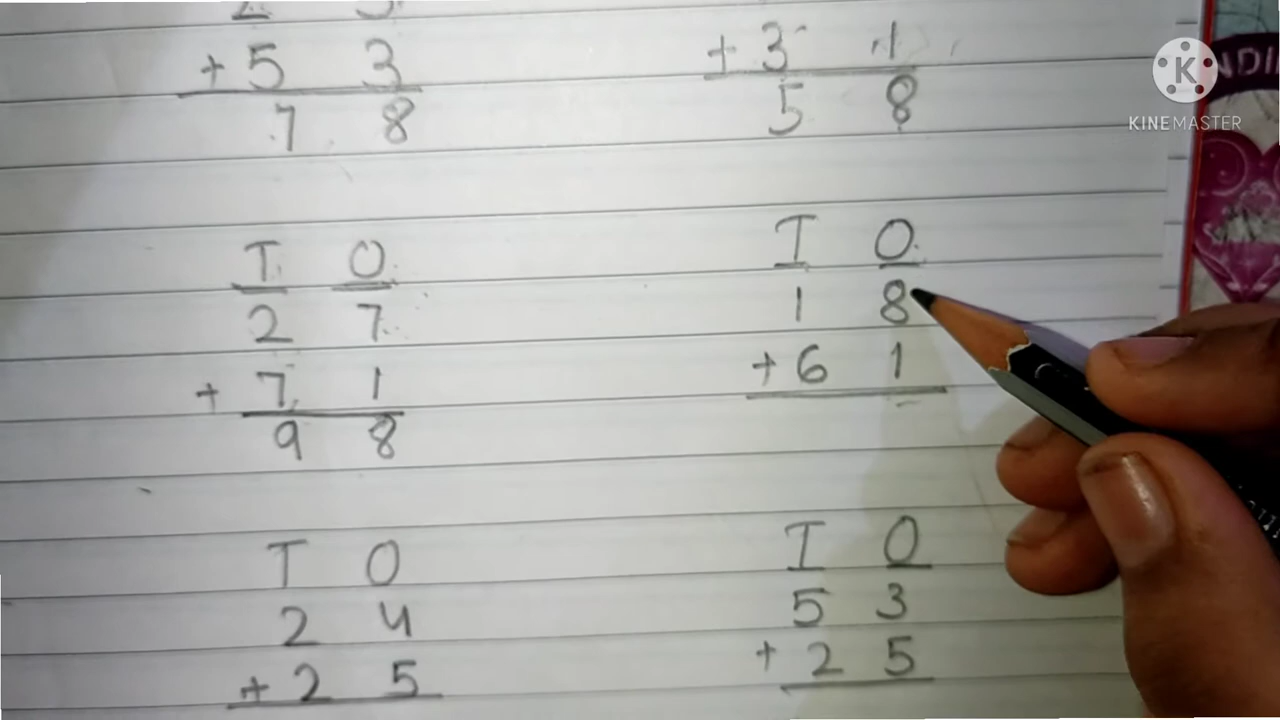 + 5 3
7 8
+ 3 1
5 8
T O
2 7
+ 7 1
9 8
T O
1 8
+ 6 1
T O
2 4
+ 2 5
T O
5 3
+ 2 5
K
KINEMASTER